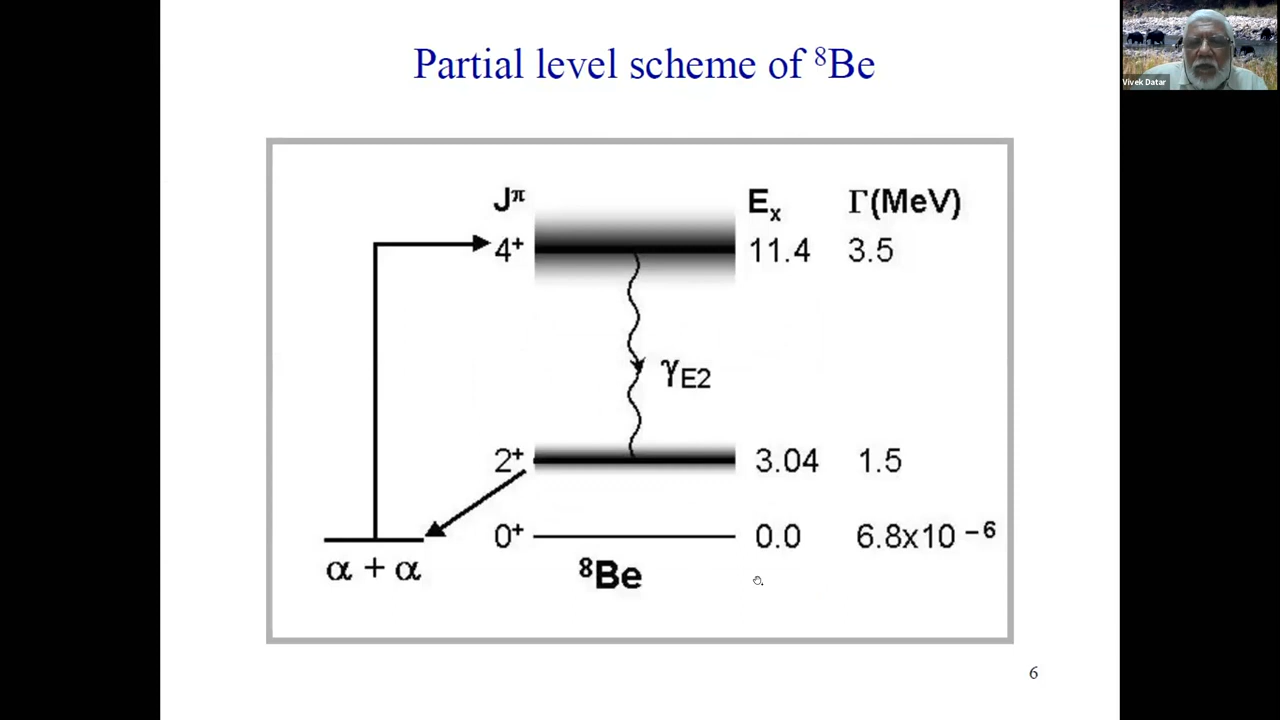 Partial level scheme of ⁸Be
Vivek Datar
Jπ Eₓ Γ(MeV)
4⁺ 11.4 3.5
γE2
2⁺ 3.04 1.5
0⁺ 0.0 6.8x10 ⁻⁶
α + α
⁸Be
6